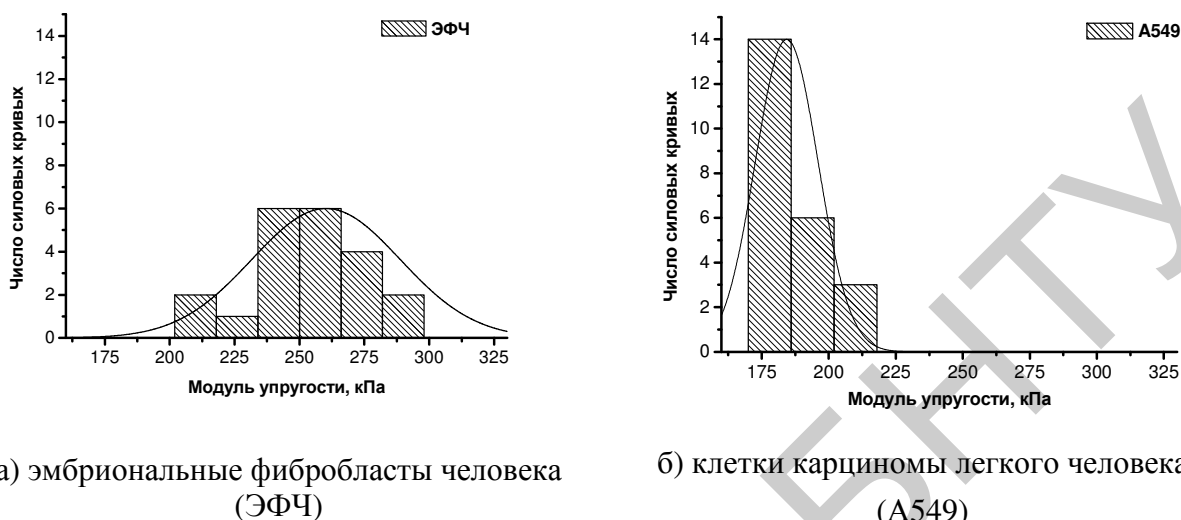 ЭФЧ
Число силовых кривых
14
12
10
8
6
4
2
0
175 200 225 250 275 300 325
Модуль упругости, кПа
а) эмбриональные фибробласты человека
(ЭФЧ)
A549
Число силовых кривых
14
12
10
8
6
4
2
0
175 200 225 250 275 300 325
Модуль упругости, кПа
б) клетки карциномы легкого человека
(А549)
БНТУ